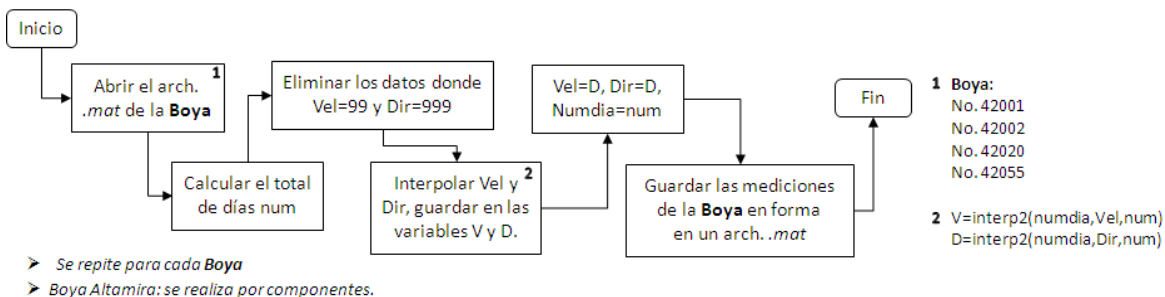 Inicio
Abrir el arch. 1
.mat de la Boya
Calcular el total
de días num
Eliminar los datos donde
Vel=99 y Dir=999
Interpolar Vel y 2
Dir, guardar en las
variables V y D.
Vel=D, Dir=D,
Numdia=num
Guardar las mediciones
de la Boya en forma
en un arch. .mat
Fin
1 Boya:
No. 42001
No. 42002
No. 42020
No. 42055
2 V=interp2(numdia,Vel,num)
D=interp2(numdia,Dir,num)
➢ Se repite para cada Boya
➢ Boya Altamira: se realiza por componentes.